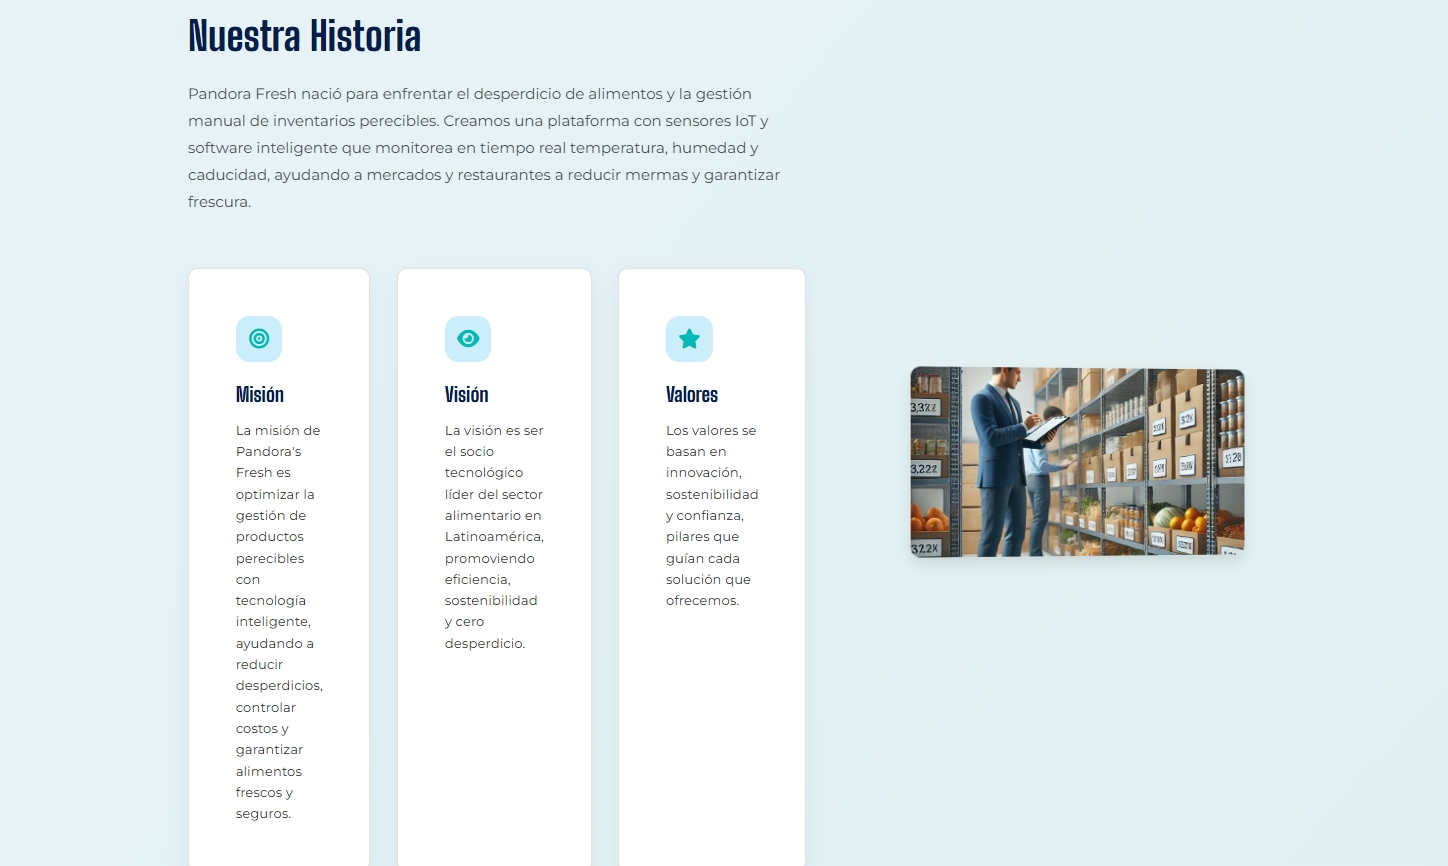 Nuestra Historia
Pandora Fresh nació para enfrentar el desperdicio de alimentos y la gestión
manual de inventarios perecibles. Creamos una plataforma con sensores IoT y
software inteligente que monitorea en tiempo real temperatura, humedad y
caducidad, ayudando a mercados y restaurantes a reducir mermas y garantizar
frescura.
Misión
La misión de
Pandora's
Fresh es
optimizar la
gestión de
productos
perecibles
con
tecnología
inteligente,
ayudando a
reducir
desperdicios,
controlar
costos y
garantizar
alimentos
frescos y
seguros.
Visión
La visión es ser
el socio
tecnológico
líder del sector
alimentario en
Latinoamérica,
promoviendo
eficiencia,
sostenibilidad
y cero
desperdicio.
Valores
Los valores se
basan en
innovación,
sostenibilidad
y confianza,
pilares que
guían cada
solución que
ofrecemos.
3,222